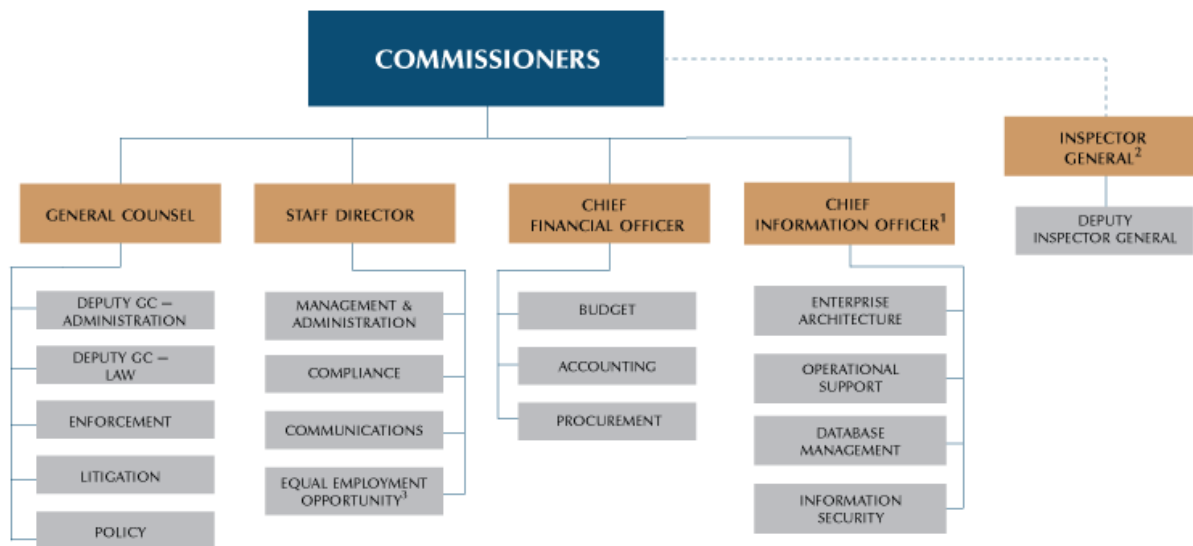 COMMISSIONERS
INSPECTOR
GENERAL²
DEPUTY
INSPECTOR GENERAL
GENERAL COUNSEL
DEPUTY GC —
ADMINISTRATION
DEPUTY GC —
LAW
ENFORCEMENT
LITIGATION
POLICY
STAFF DIRECTOR
MANAGEMENT &
ADMINISTRATION
COMPLIANCE
COMMUNICATIONS
EQUAL EMPLOYMENT
OPPORTUNITY³
CHIEF
FINANCIAL OFFICER
BUDGET
ACCOUNTING
PROCUREMENT
CHIEF
INFORMATION OFFICER¹
ENTERPRISE
ARCHITECTURE
OPERATIONAL
SUPPORT
DATABASE
MANAGEMENT
INFORMATION
SECURITY